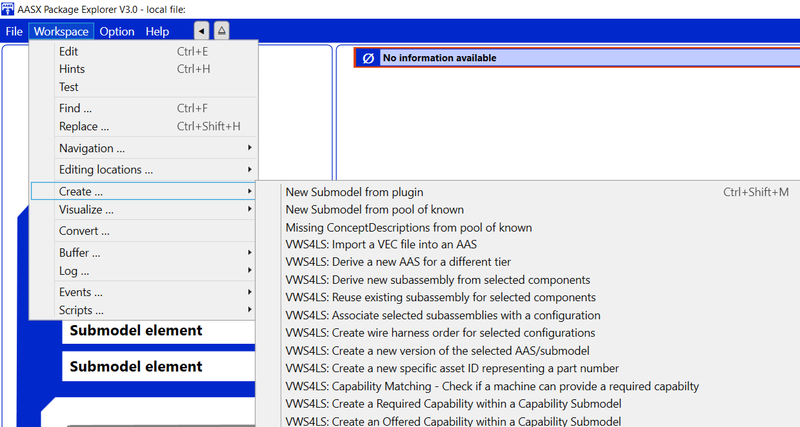 AASX Package Explorer V3.0 - local file:
File Workspace Option Help
No information available
Edit Ctrl+E
Hints Ctrl+H
Test
Find ... Ctrl+F
Replace ... Ctrl+Shift+H
Navigation ...
Editing locations ...
Create ...
Visualize ...
Convert ...
Buffer ...
Log ...
Events ...
Scripts ...
New Submodel from plugin Ctrl+Shift+M
New Submodel from pool of known
Missing ConceptDescriptions from pool of known
VWS4LS: Import a VEC file into an AAS
VWS4LS: Derive a new AAS for a different tier
VWS4LS: Derive new subassembly from selected components
VWS4LS: Reuse existing subassembly for selected components
VWS4LS: Associate selected subassemblies with a configuration
VWS4LS: Create wire harness order for selected configurations
VWS4LS: Create a new version of the selected AAS/submodel
VWS4LS: Create a new specific asset ID representing a part number
VWS4LS: Capability Matching - Check if a machine can provide a required capabilty
VWS4LS: Create a Required Capability within a Capability Submodel
VWS4LS: Create an Offered Capability within a Capability Submodel
Submodel element
Submodel element